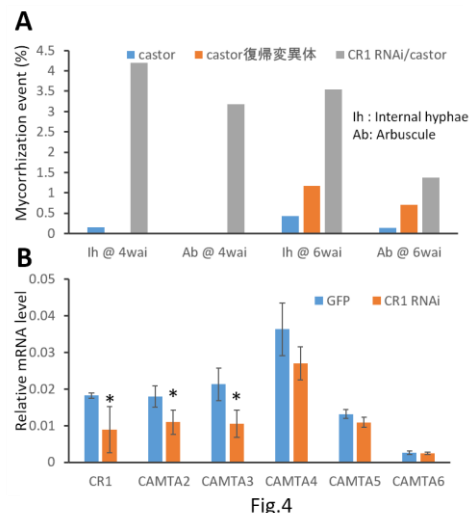 A
castor
castor復帰変異体
CR1 RNAi/castor
Mycorrhization event (%)
4.5
4
3.5
3
2.5
2
1.5
1
0.5
0
Ih : Internal hyphae
Ab: Arbuscule
Ih @ 4wai
Ab @ 4wai
Ih @ 6wai
Ab @ 6wai
B
GFP
CR1 RNAi
Relative mRNA level
0.05
0.04
0.03
0.02
0.01
0
*
*
*
CR1
CAMTA2
CAMTA3
CAMTA4
CAMTA5
CAMTA6
Fig.4